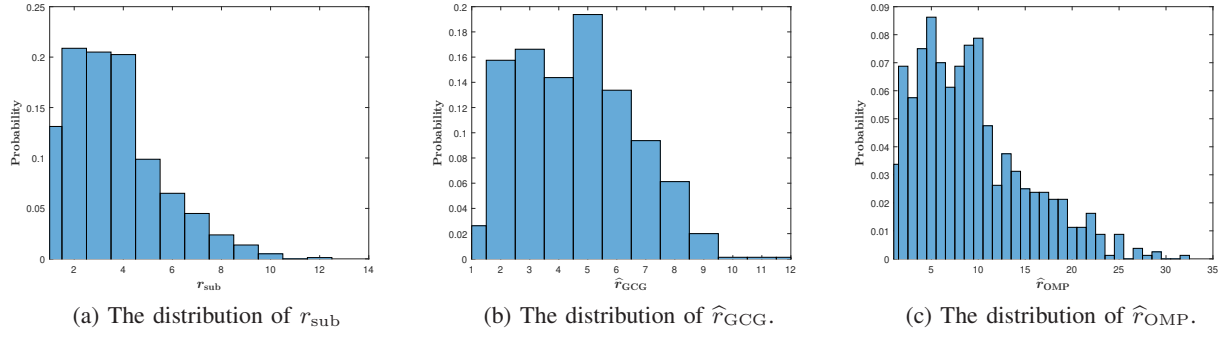 0.25
0.2
0.15
0.1
0.05
0
Probability
2 4 6 8 10 12 14
r_sub
(a) The distribution of r_sub
0.2
0.18
0.16
0.14
0.12
0.1
0.08
0.06
0.04
0.02
0
Probability
1 2 3 4 5 6 7 8 9 10 11 12
r̂_GCG
(b) The distribution of r̂_GCG.
0.09
0.08
0.07
0.06
0.05
0.04
0.03
0.02
0.01
0
Probability
5 10 15 20 25 30 35
r̂_OMP
(c) The distribution of r̂_OMP.